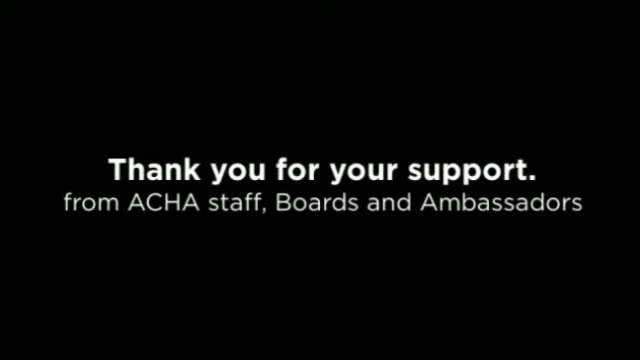 Thank you for your support.
from ACHA staff, Boards and Ambassadors